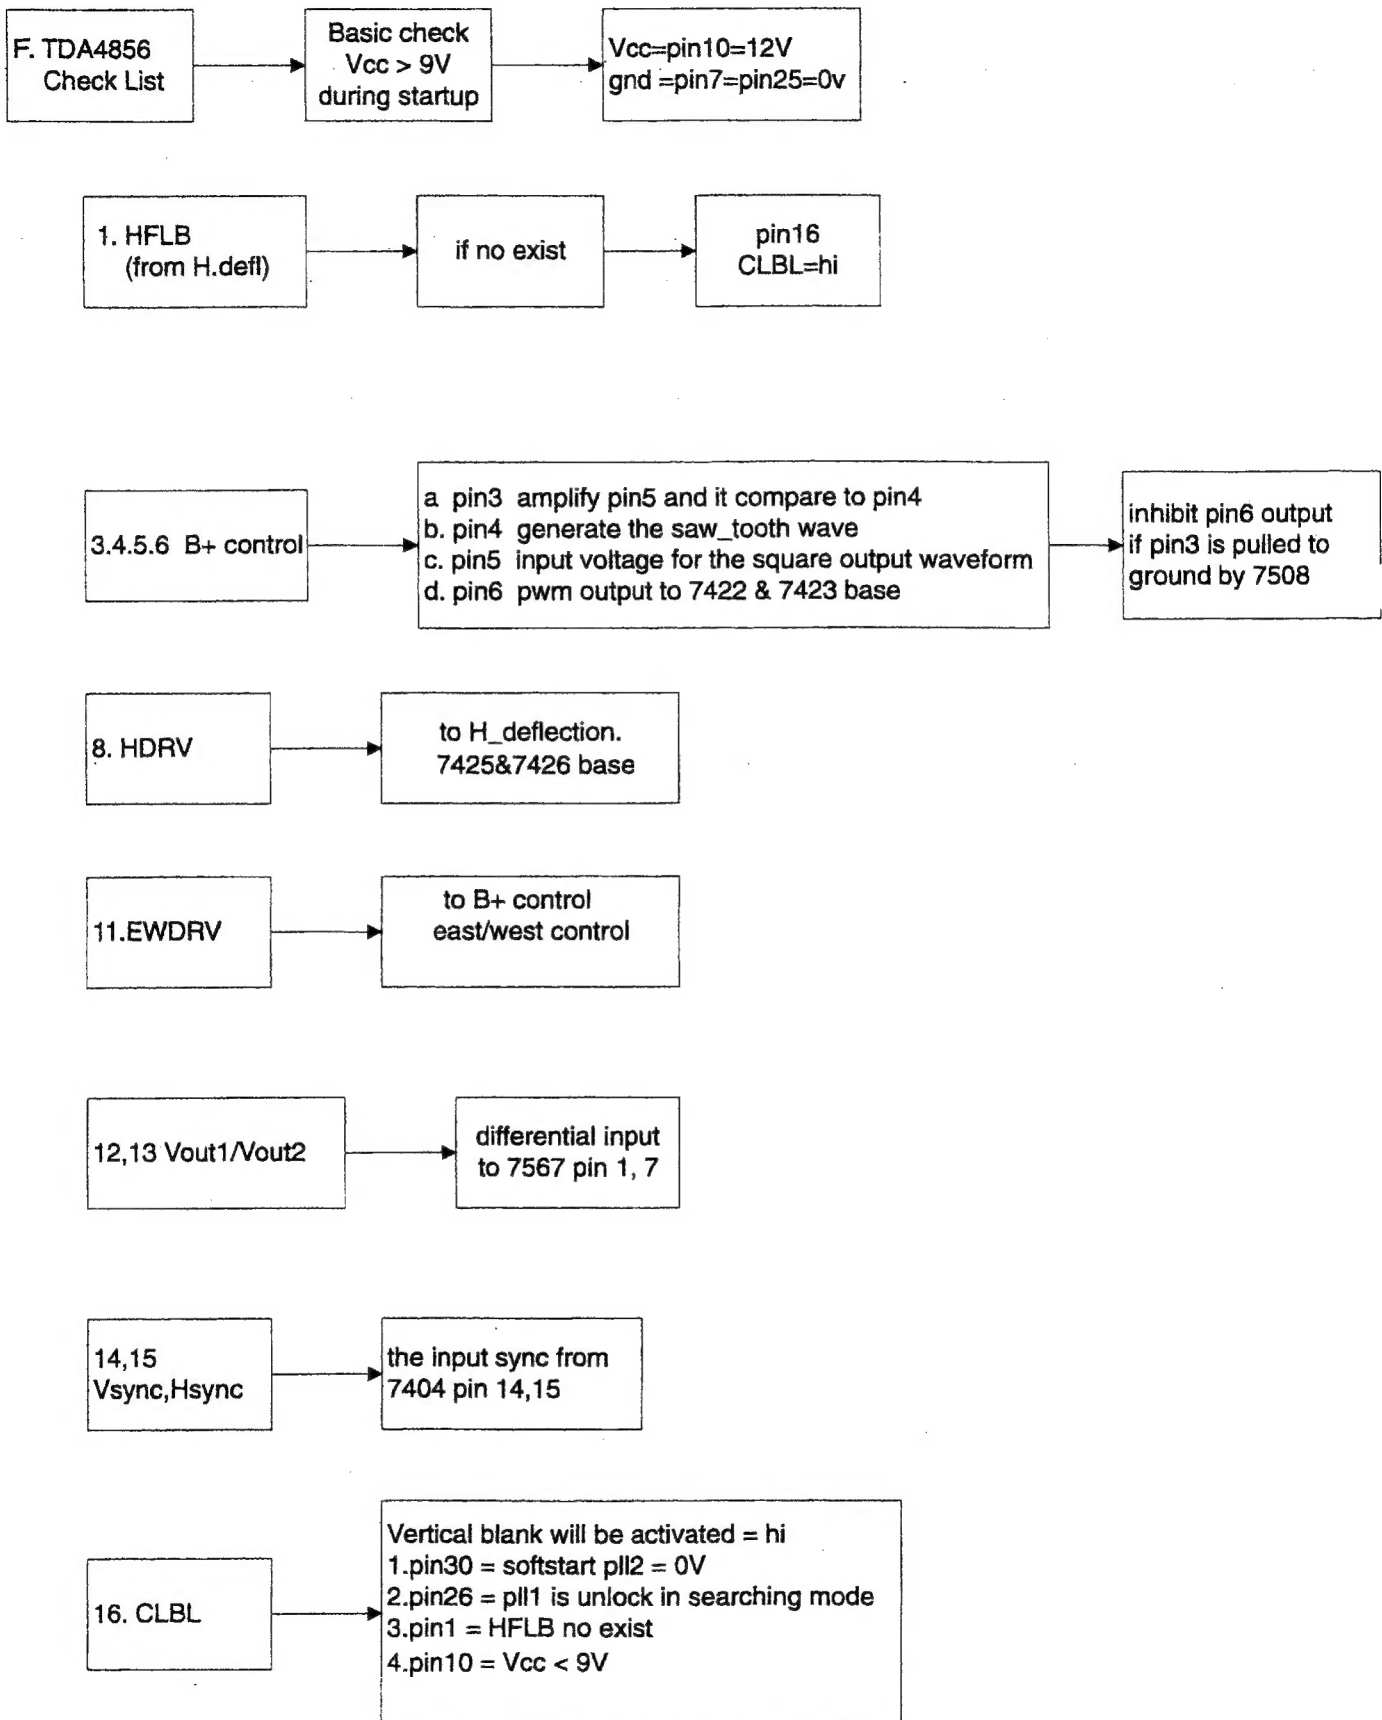 F. TDA4856
Check List
Basic check
Vcc > 9V
during startup
Vcc=pin10=12V
gnd =pin7=pin25=0v
1. HFLB
(from H.defl)
if no exist
pin16
CLBL=hi
3.4.5.6 B+ control
a pin3 amplify pin5 and it compare to pin4
b. pin4 generate the saw_tooth wave
c. pin5 input voltage for the square output waveform
d. pin6 pwm output to 7422 & 7423 base
inhibit pin6 output
if pin3 is pulled to
ground by 7508
8. HDRV
to H_deflection.
7425&7426 base
11.EWDRV
to B+ control
east/west control
12,13 Vout1/Vout2
differential input
to 7567 pin 1, 7
14,15
Vsync,Hsync
the input sync from
7404 pin 14,15
16. CLBL
Vertical blank will be activated = hi
1.pin30 = softstart pll2 = 0V
2.pin26 = pll1 is unlock in searching mode
3.pin1 = HFLB no exist
4.pin10 = Vcc < 9V